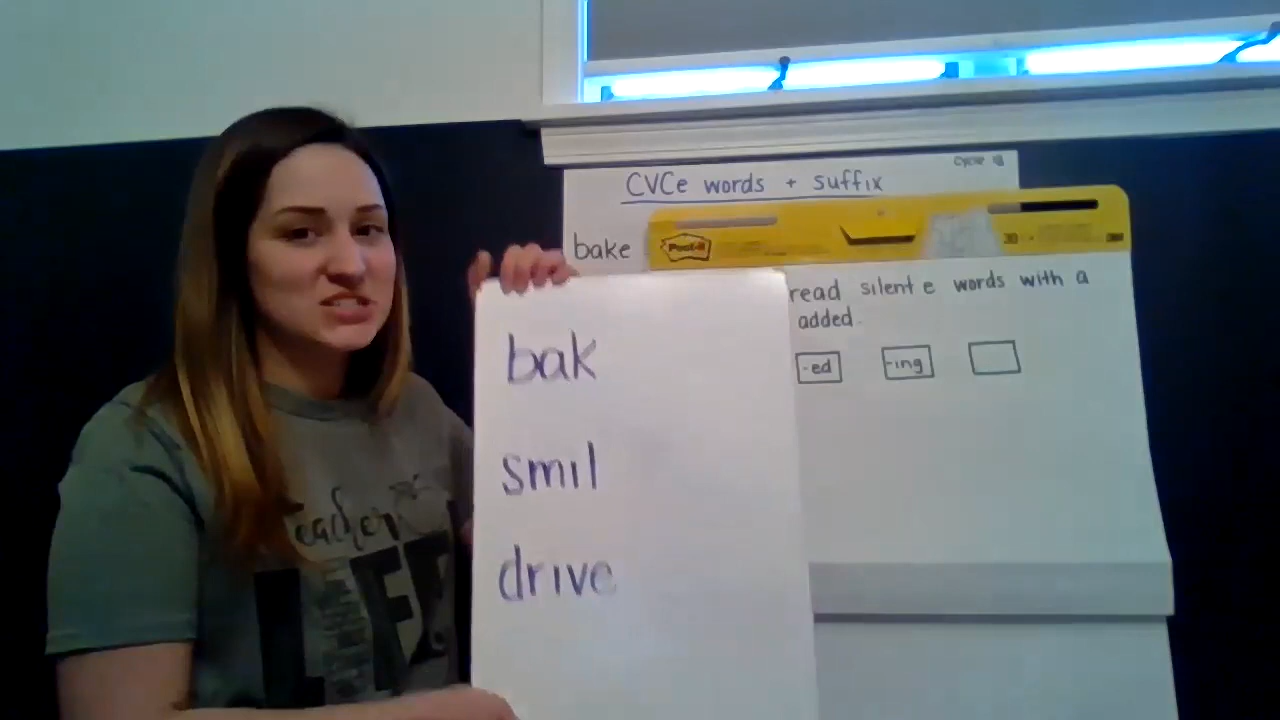 Cycle 18
CVCe words + suffix
bake
Post-it
read silent e words with a
added.
-ed
-ing
bak
smil
drive
Teacher
LIFE